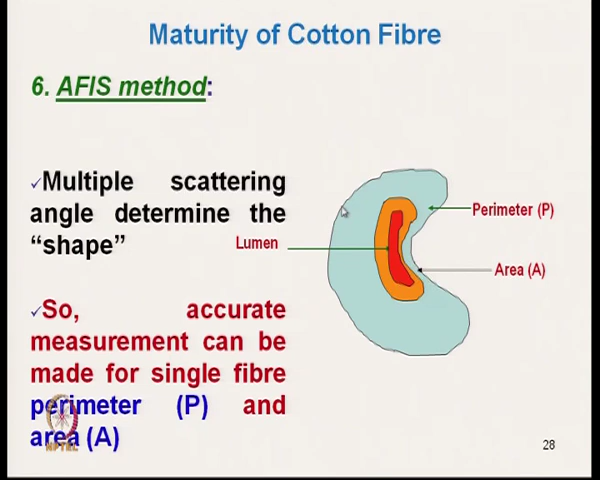 Maturity of Cotton Fibre
6. AFIS method:
✓Multiple scattering
angle determine the
“shape”
Lumen
Perimeter (P)
Area (A)
✓So, accurate
measurement can be
made for single fibre
perimeter (P) and
area (A)
NPTEL
28